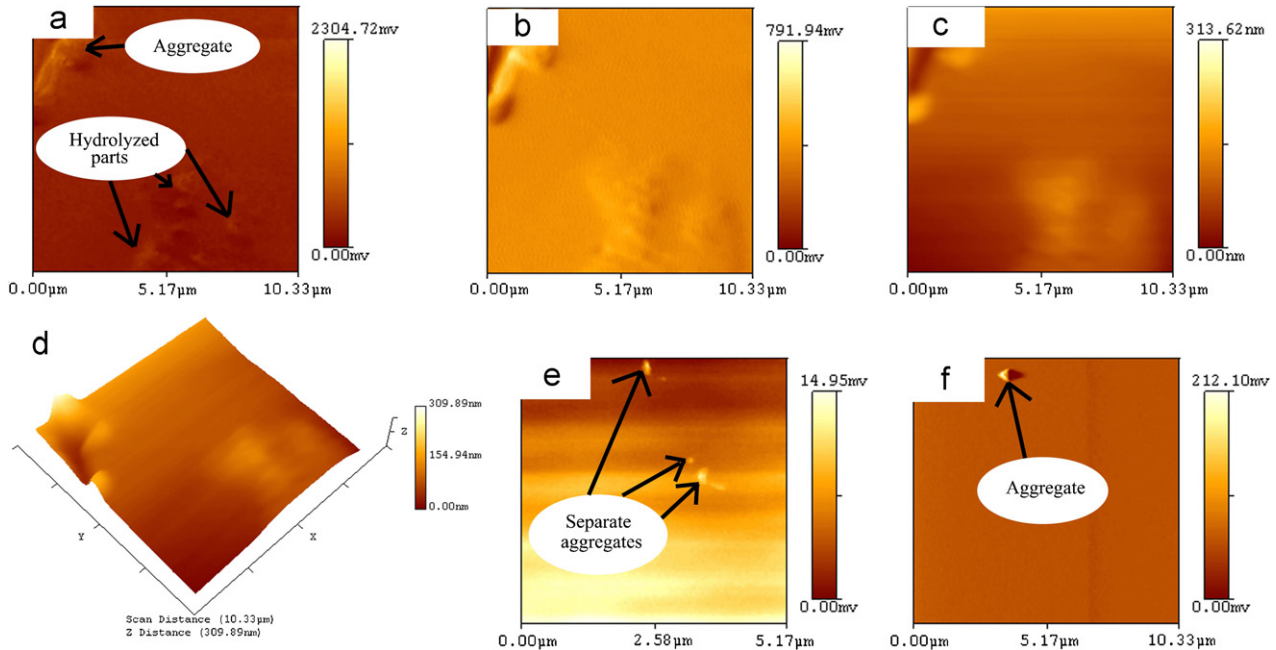 a
2304.72mv
Aggregate
Hydrolyzed
parts
0.00mv
0.00µm
5.17µm
10.33µm
b
791.94mv
0.00mv
0.00µm
5.17µm
10.33µm
c
313.62nm
0.00nm
0.00µm
5.17µm
10.33µm
d
309.89nm
154.94nm
0.00nm
Z
Y
X
Scan Distance (10.33µm)
Z Distance (309.89nm)
e
14.95mv
Separate
aggregates
0.00mv
0.00µm
2.58µm
5.17µm
f
212.10mv
Aggregate
0.00mv
0.00µm
5.17µm
10.33µm